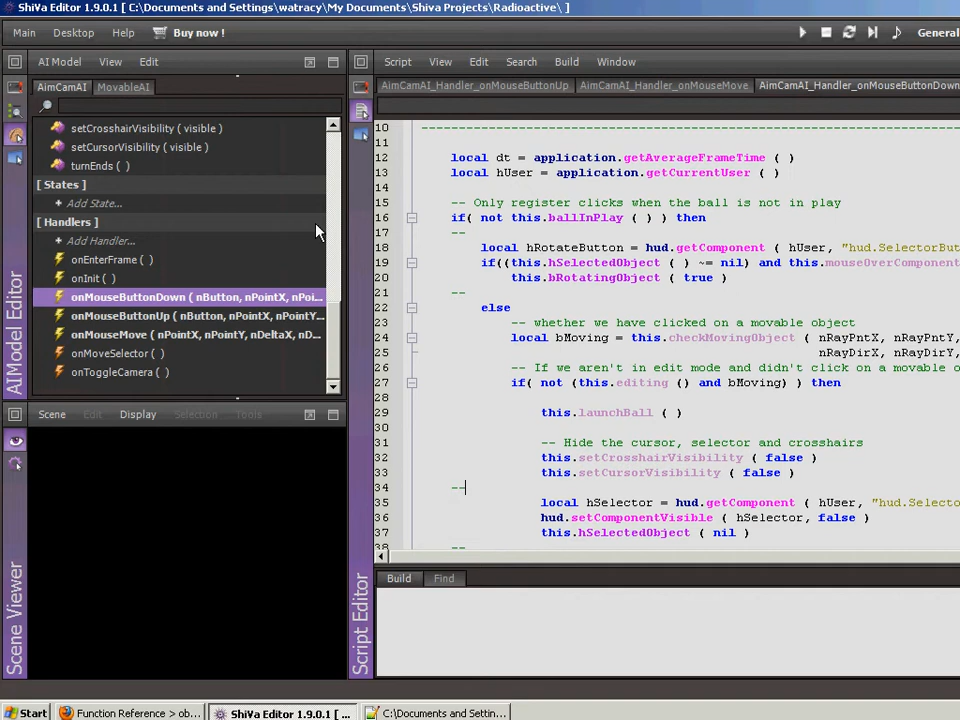 ShiVa Editor 1.9.0.1 [ C:\Documents and Settings\watracy\My Documents\Shiva Projects\Radioactive\ ]
Main Desktop Help Buy now ! General
AI Model View Edit
Script View Edit Search Build Window
AimCamAI MovableAI
AimCamAI_Handler_onMouseButtonUp AimCamAI_Handler_onMouseMove AimCamAI_Handler_onMouseButtonDown
setCrosshairVisibility ( visible )
setCursorVisibility ( visible )
turnEnds ( )
[ States ]
Add State...
[ Handlers ]
Add Handler...
onEnterFrame ( )
onInit ( )
onMouseButtonDown ( nButton, nPointX, nPoi...
onMouseButtonUp ( nButton, nPointX, nPointY...
onMouseMove ( nPointX, nPointY, nDeltaX, nD...
onMoveSelector ( )
onToggleCamera ( )
AIModel Editor
Scene Edit Display Selection Tools
Scene Viewer
10 --------------------------------------------------------------------------------
11
12 local dt = application.getAverageFrameTime ( )
13 local hUser = application.getCurrentUser ( )
14
15 -- Only register clicks when the ball is not in play
16 if( not this.ballInPlay ( ) ) then
17 --
18 local hRotateButton = hud.getComponent ( hUser, "hud.SelectorBut
19 if((this.hSelectedObject ( ) ~= nil) and this.mouseOverComponent
20 this.bRotatingObject ( true )
21 --
22 else
23 -- whether we have clicked on a movable object
24 local bMoving = this.checkMovingObject ( nRayPntX, nRayPntY,
25 nRayDirX, nRayDirY,
26 -- If we aren't in edit mode and didn't click on a movable o
27 if( not (this.editing () and bMoving) ) then
28
29 this.launchBall ( )
30
31 -- Hide the cursor, selector and crosshairs
32 this.setCrosshairVisibility ( false )
33 this.setCursorVisibility ( false )
34 --
35 local hSelector = hud.getComponent ( hUser, "hud.Selecto
36 hud.setComponentVisible ( hSelector, false )
37 this.hSelectedObject ( nil )
38 --
Script Editor
Build Find
Start Function Reference > ob... ShiVa Editor 1.9.0.1 [ ... C:\Documents and Settin...